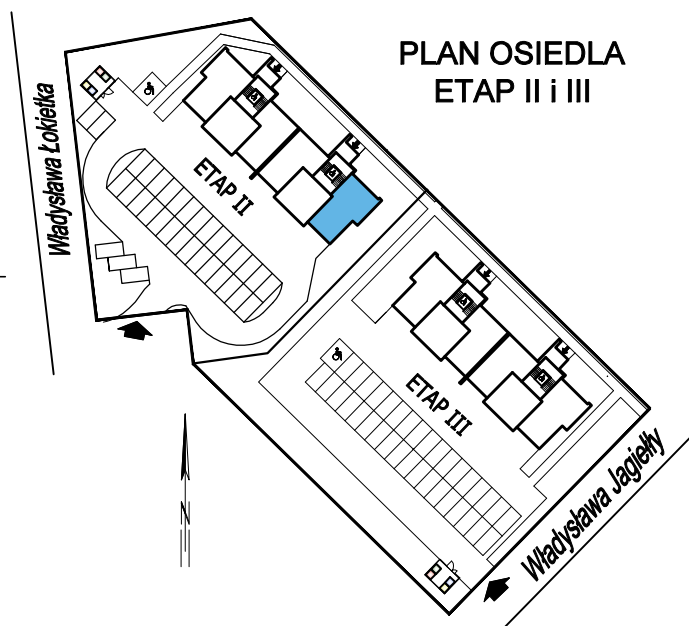 PLAN OSIEDLA
ETAP II i III
Władysława Łokietka
ETAP II
ETAP III
Władysława Jagiełły
N